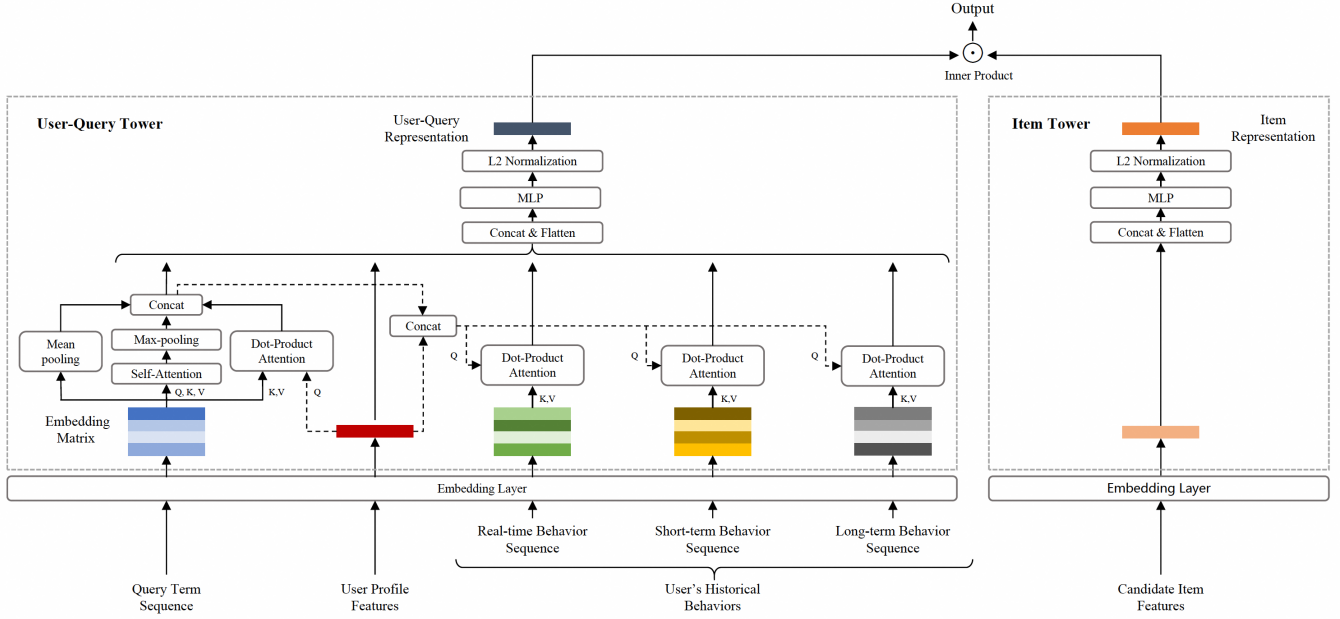 Output
Inner Product
User-Query Tower
User-Query
Representation
L2 Normalization
MLP
Concat & Flatten
Item Tower
Item
Representation
L2 Normalization
MLP
Concat & Flatten
Concat
Mean
pooling
Max-pooling
Self-Attention
Q, K, V
Dot-Product
Attention
K,V
Q
Concat
Q
Dot-Product
Attention
K,V
Q
Dot-Product
Attention
K,V
Q
Dot-Product
Attention
K,V
Embedding
Matrix
Embedding Layer
Embedding Layer
Real-time Behavior
Sequence
Short-term Behavior
Sequence
Long-term Behavior
Sequence
Query Term
Sequence
User Profile
Features
User's Historical
Behaviors
Candidate Item
Features